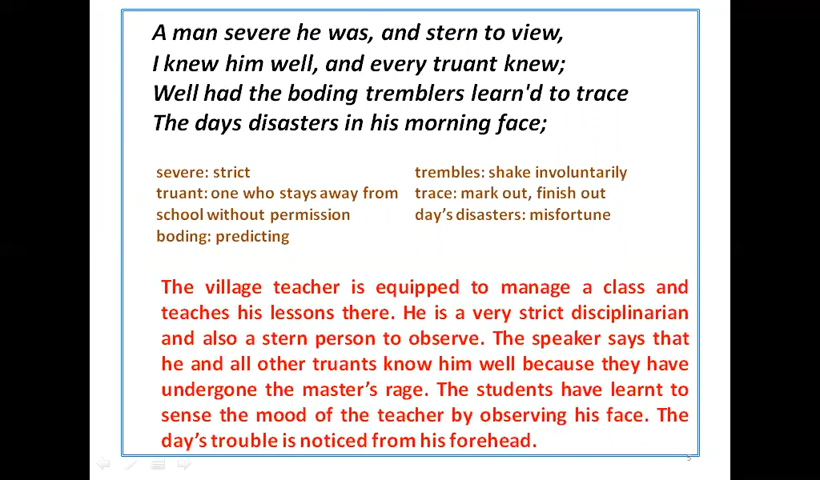 A man severe he was, and stern to view,
I knew him well, and every truant knew;
Well had the boding tremblers learn'd to trace
The days disasters in his morning face;
severe: strict
truant: one who stays away from
school without permission
boding: predicting
trembles: shake involuntarily
trace: mark out, finish out
day's disasters: misfortune
The village teacher is equipped to manage a class and
teaches his lessons there. He is a very strict disciplinarian
and also a stern person to observe. The speaker says that
he and all other truants know him well because they have
undergone the master's rage. The students have learnt to
sense the mood of the teacher by observing his face. The
day's trouble is noticed from his forehead.